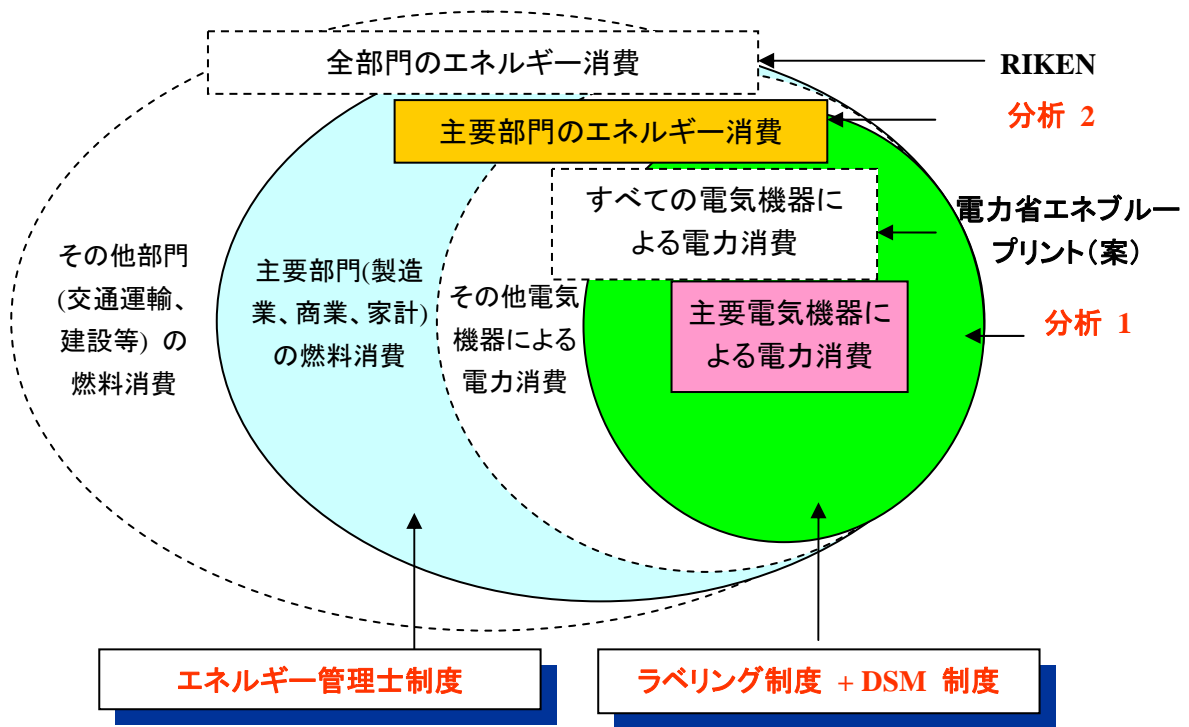 全部門のエネルギー消費
RIKEN
主要部門のエネルギー消費
分析 2
すべての電気機器に
よる電力消費
電力省エネブルー
プリント(案)
その他部門
(交通運輸、
建設等) の
燃料消費
主要部門(製造
業、商業、家計)
の燃料消費
その他電気
機器による
電力消費
主要電気機器に
よる電力消費
分析 1
エネルギー管理士制度
ラベリング制度 + DSM 制度